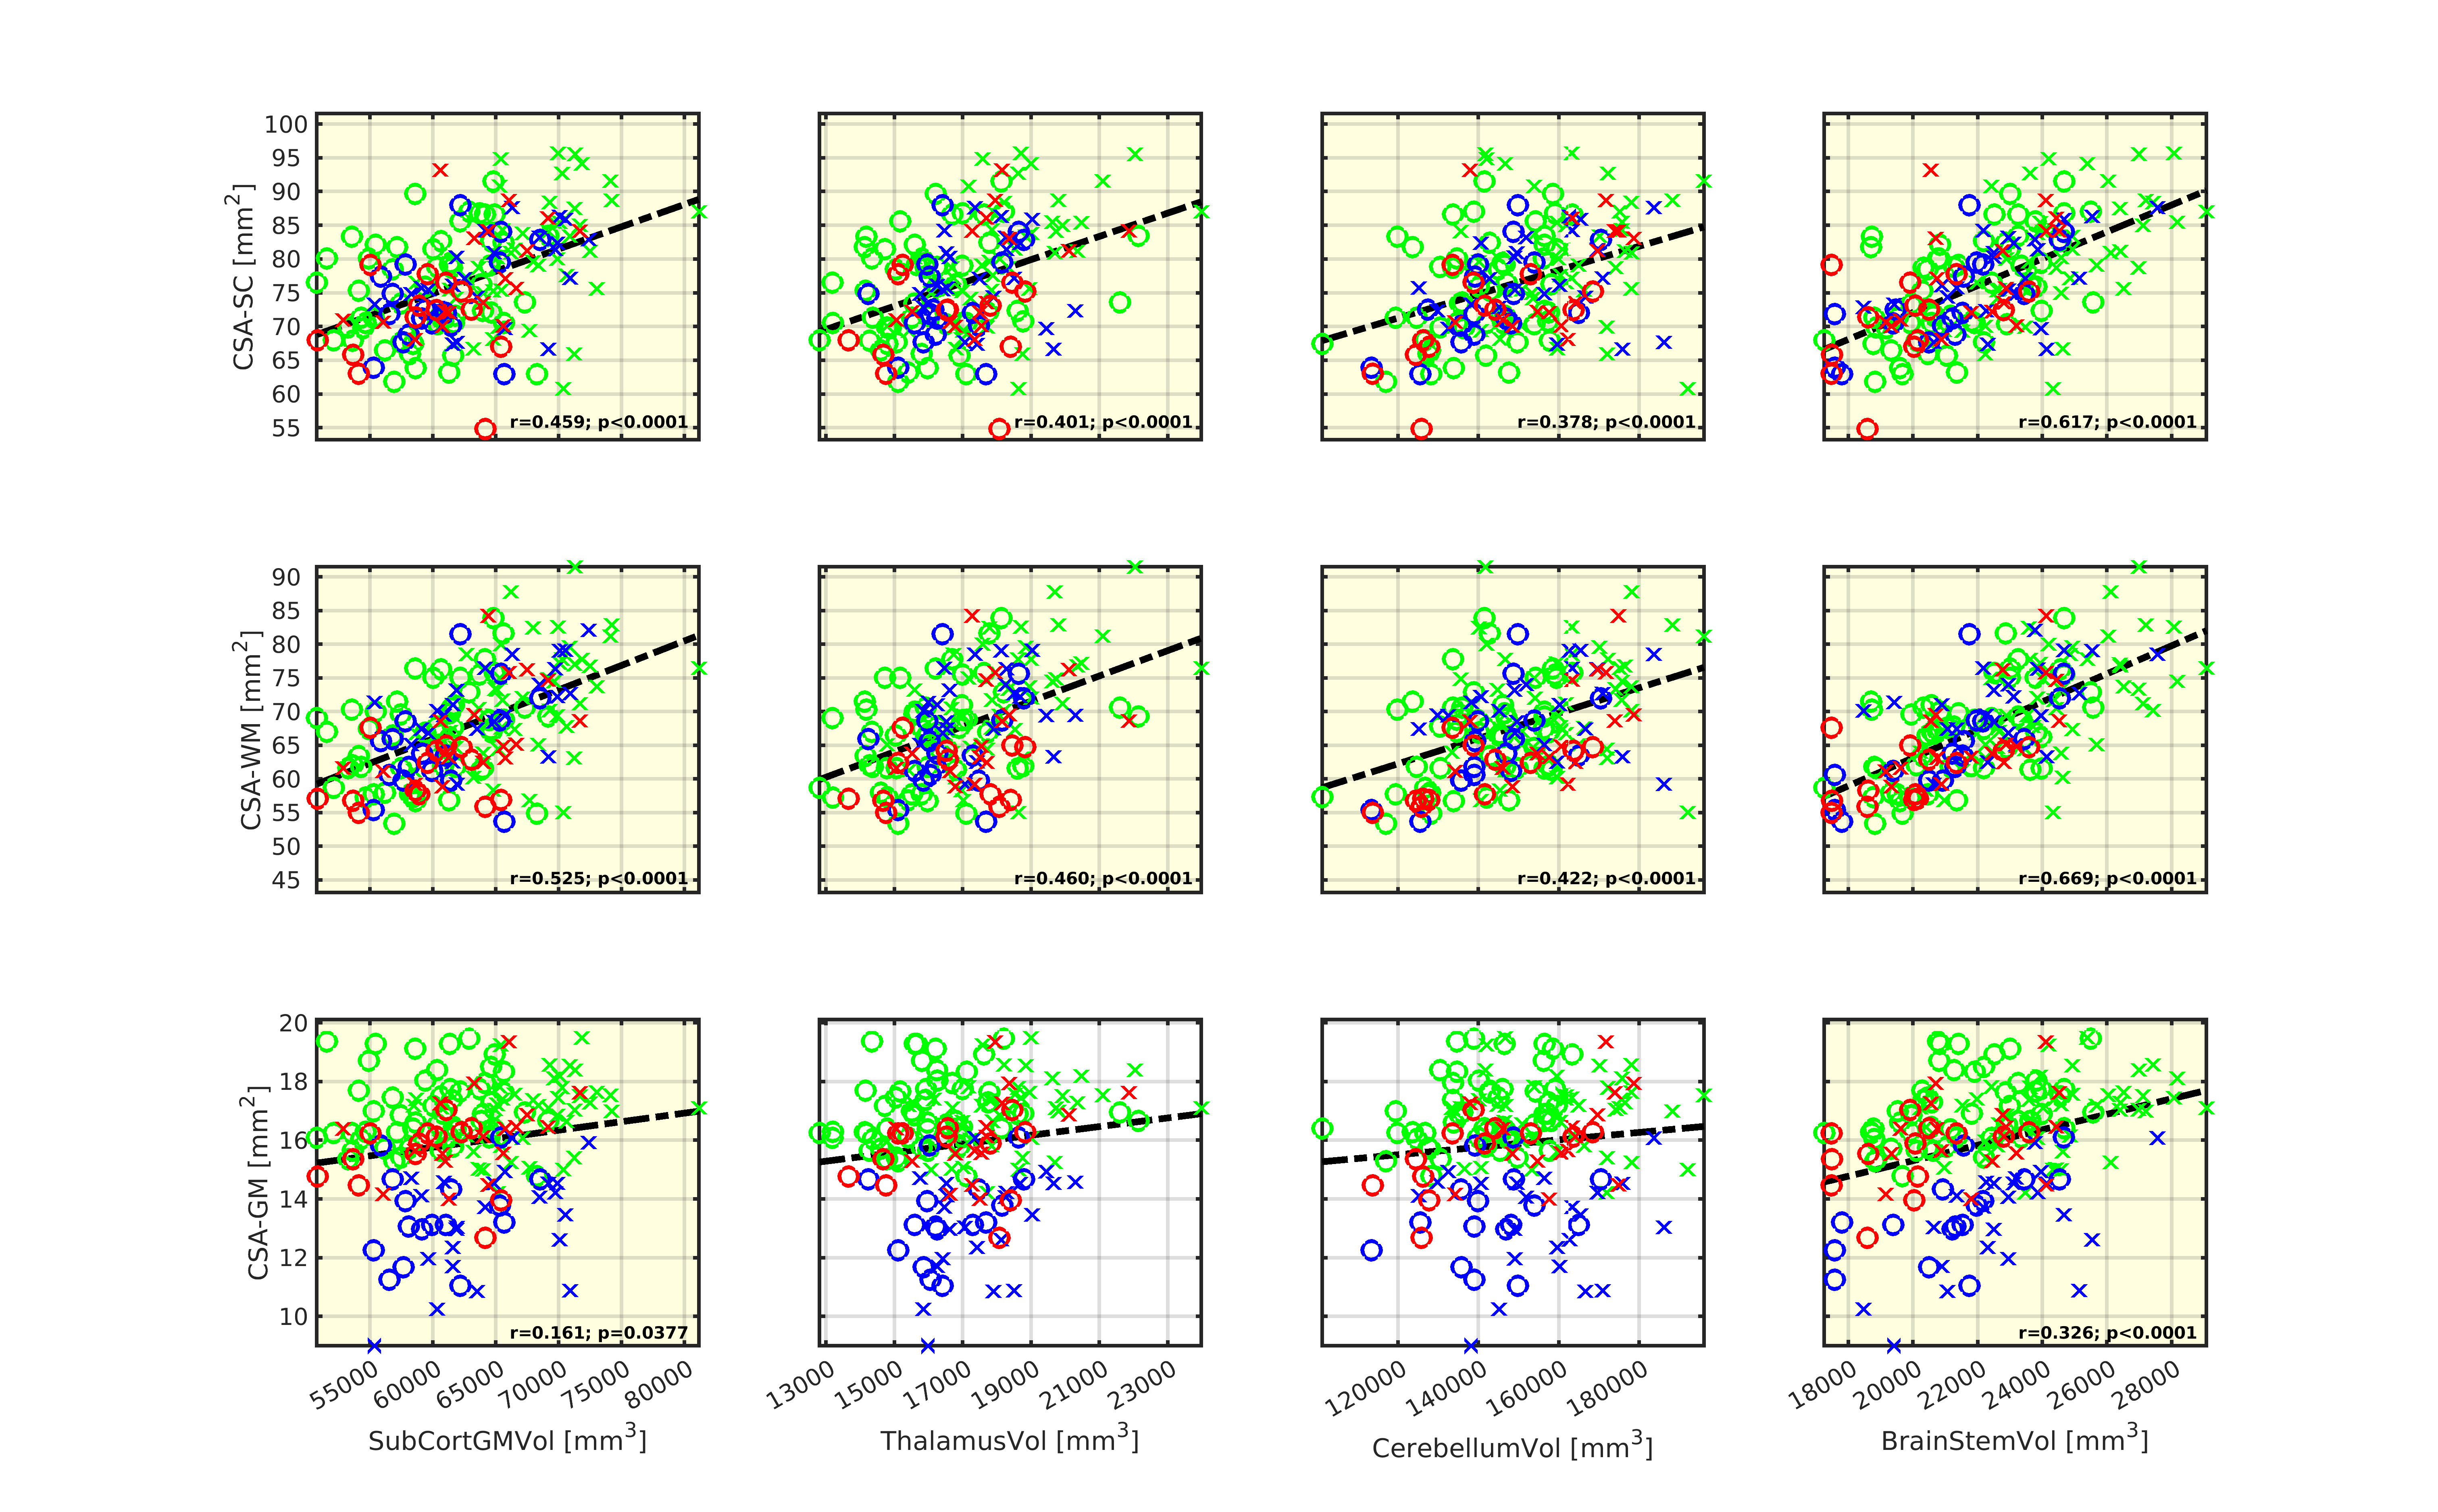 100
95
90
85
80
75
70
65
60
55
CSA-SC [mm²]
r=0.459; p<0.0001
r=0.401; p<0.0001
r=0.378; p<0.0001
r=0.617; p<0.0001
90
85
80
75
70
65
60
55
50
45
CSA-WM [mm²]
r=0.525; p<0.0001
r=0.460; p<0.0001
r=0.422; p<0.0001
r=0.669; p<0.0001
20
18
16
14
12
10
CSA-GM [mm²]
r=0.161; p=0.0377
r=0.326; p<0.0001
55000 60000 65000 70000 75000 80000
SubCortGMVol [mm³]
13000 15000 17000 19000 21000 23000
ThalamusVol [mm³]
120000 140000 160000 180000
CerebellumVol [mm³]
18000 20000 22000 24000 26000 28000
BrainStemVol [mm³]